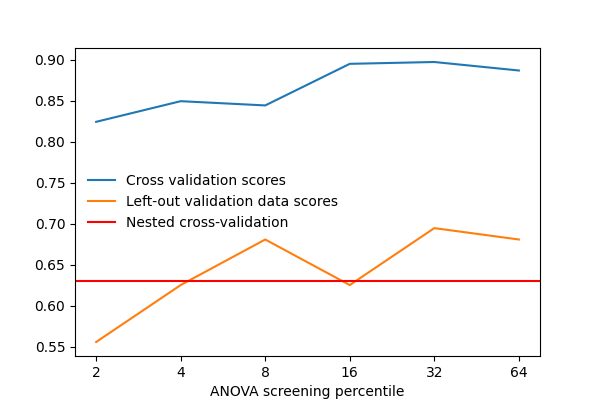 0.90
0.85
0.80
0.75
0.70
0.65
0.60
0.55
Cross validation scores
Left-out validation data scores
Nested cross-validation
2 4 8 16 32 64
ANOVA screening percentile